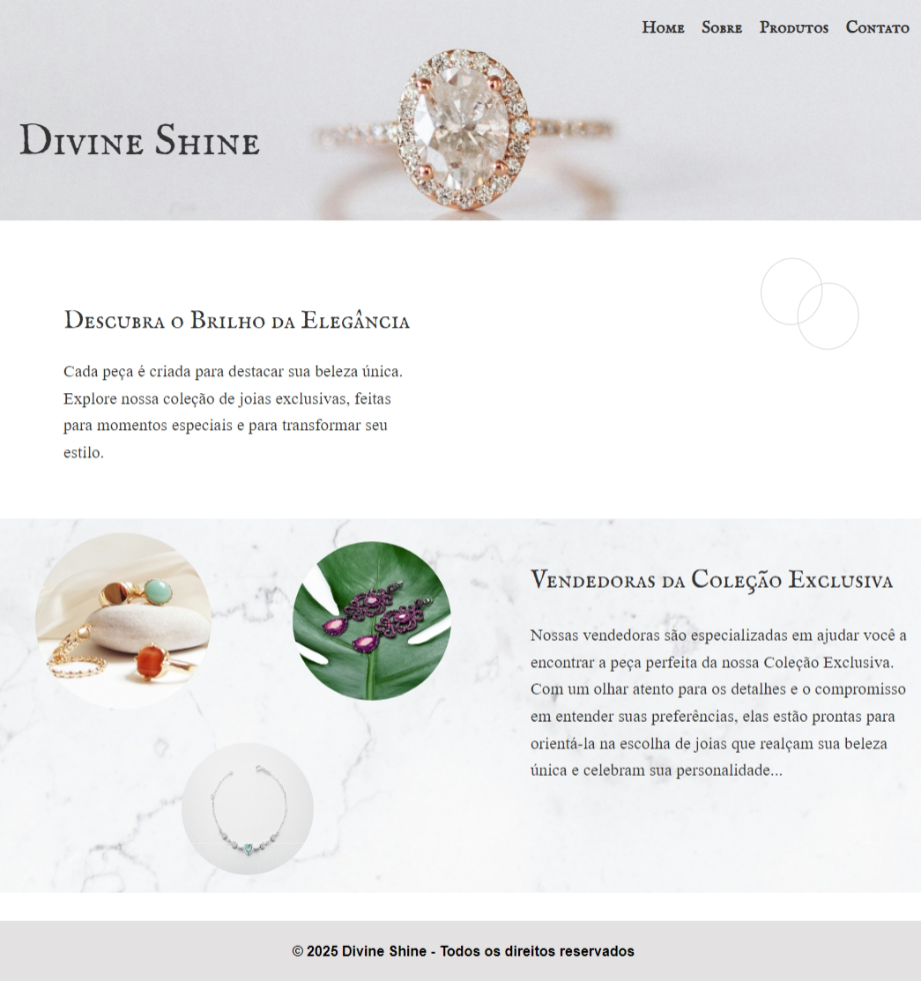 Home Sobre Produtos Contato
Divine Shine
Descubra o Brilho da Elegância
Cada peça é criada para destacar sua beleza única.
Explore nossa coleção de joias exclusivas, feitas
para momentos especiais e para transformar seu
estilo.
Vendedoras da Coleção Exclusiva
Nossas vendedoras são especializadas em ajudar você a
encontrar a peça perfeita da nossa Coleção Exclusiva.
Com um olhar atento para os detalhes e o compromisso
em entender suas preferências, elas estão prontas para
orientá-la na escolha de joias que realçam sua beleza
única e celebram sua personalidade...
© 2025 Divine Shine - Todos os direitos reservados